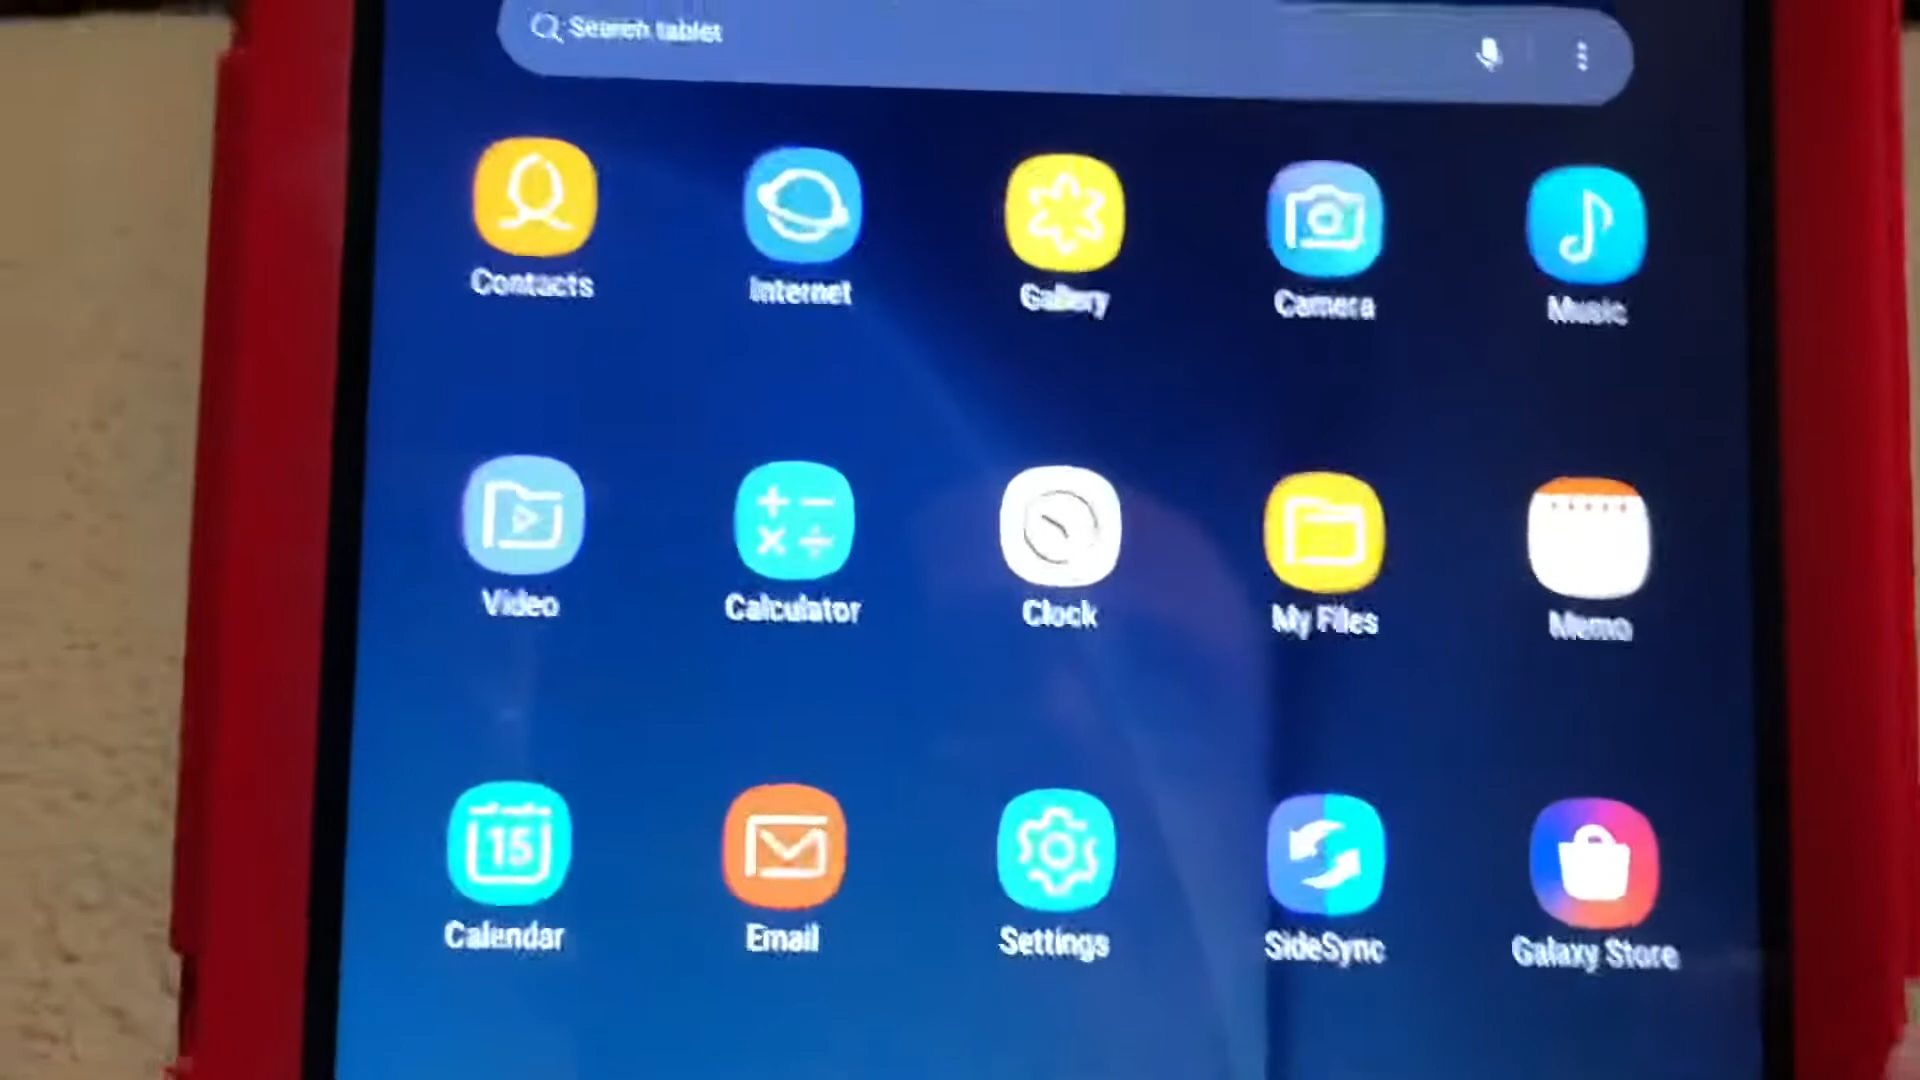 Search tablet
Contacts
Internet
Gallery
Camera
Music
Video
Calculator
Clock
My Files
Memo
15
Calendar
Email
Settings
SideSync
Galaxy Store